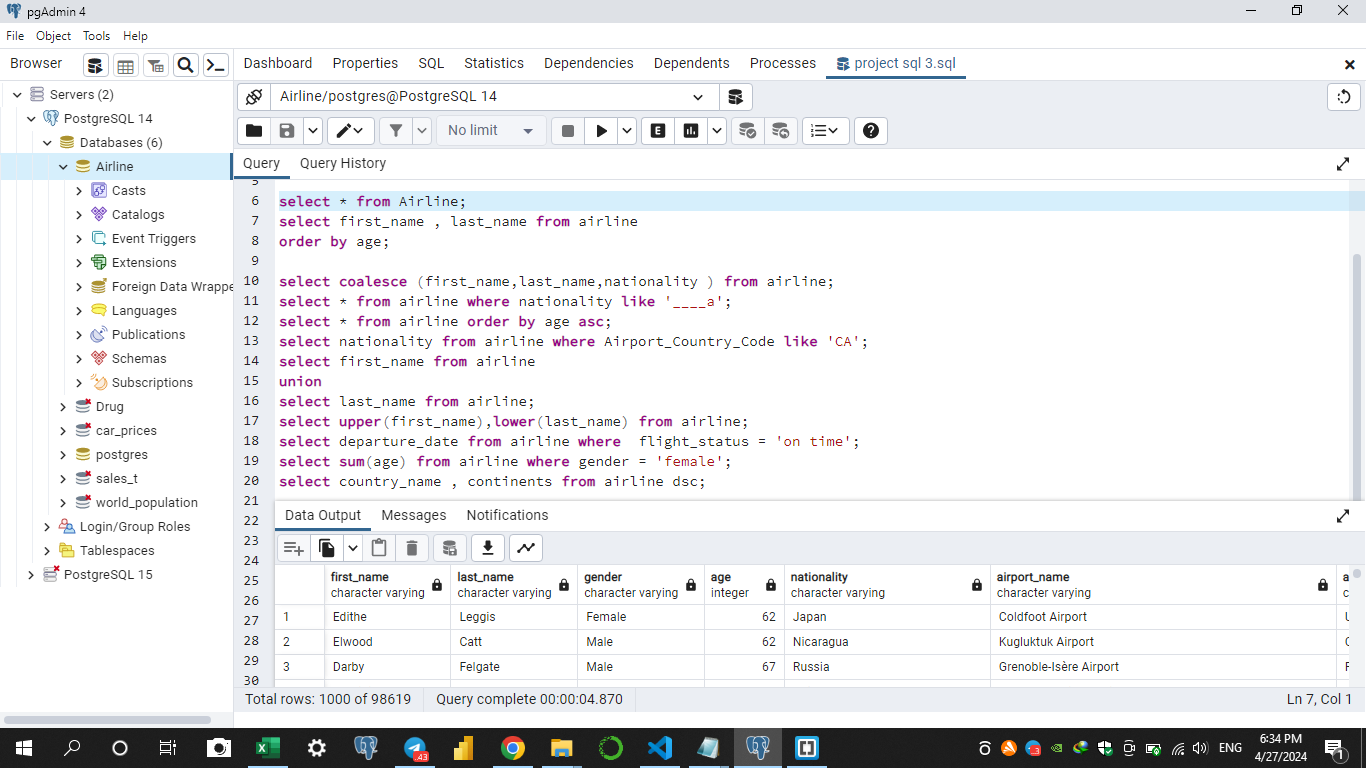 pgAdmin 4
File Object Tools Help
Browser
Dashboard Properties SQL Statistics Dependencies Dependents Processes project sql 3.sql
Servers (2)
PostgreSQL 14
Databases (6)
Airline
Casts
Catalogs
Event Triggers
Extensions
Foreign Data Wrappe
Languages
Publications
Schemas
Subscriptions
Drug
car_prices
postgres
sales_t
world_population
Login/Group Roles
Tablespaces
PostgreSQL 15
Airline/postgres@PostgreSQL 14
No limit
E
Query Query History
5
6 select * from Airline;
7 select first_name , last_name from airline
8 order by age;
9
10 select coalesce (first_name,last_name,nationality ) from airline;
11 select * from airline where nationality like '____a';
12 select * from airline order by age asc;
13 select nationality from airline where Airport_Country_Code like 'CA';
14 select first_name from airline
15 union
16 select last_name from airline;
17 select upper(first_name),lower(last_name) from airline;
18 select departure_date from airline where  flight_status = 'on time';
19 select sum(age) from airline where gender = 'female';
20 select country_name , continents from airline dsc;
21
22
23
24
25
26
27
28
29
30
Data Output Messages Notifications
first_name last_name gender age nationality airport_name a
character varying character varying character varying integer character varying character varying c
1 Edithe Leggis Female 62 Japan Coldfoot Airport
2 Elwood Catt Male 62 Nicaragua Kugluktuk Airport
3 Darby Felgate Male 67 Russia Grenoble-Isère Airport
Total rows: 1000 of 98619 Query complete 00:00:04.870 Ln 7, Col 1
43
ENG
6:34 PM
4/27/2024
1